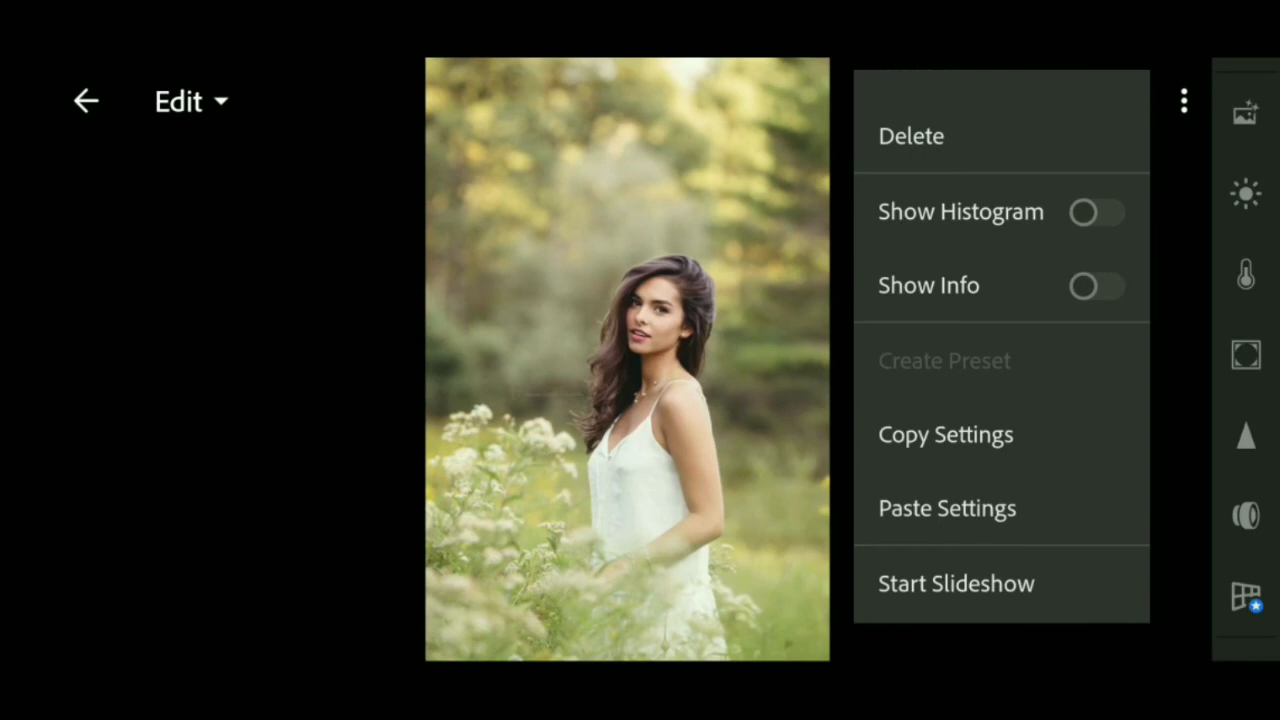 Edit
Delete
Show Histogram
Show Info
Create Preset
Copy Settings
Paste Settings
Start Slideshow